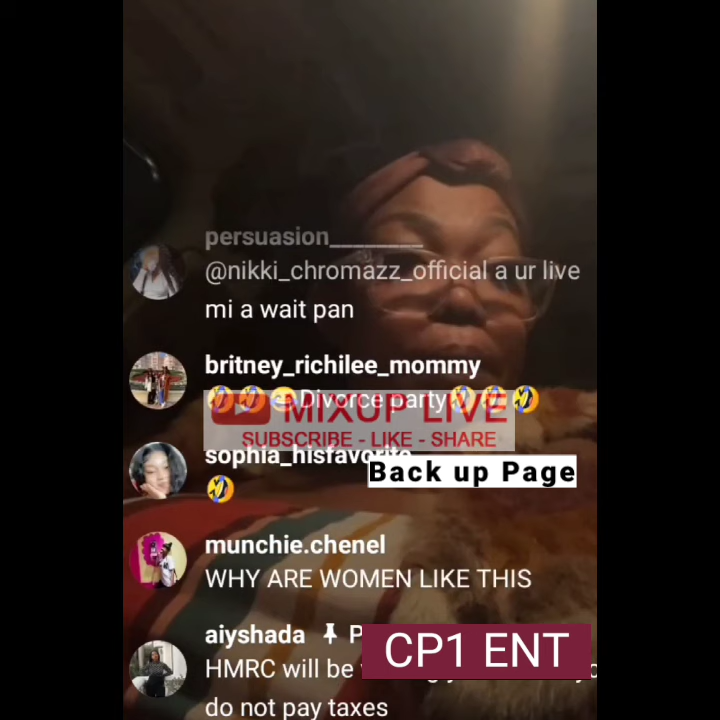 persuasion________
@nikki_chromazz_official a ur live
mi a wait pan
britney_richilee_mommy
🤣🤣😄Divorce party🤣🤣🤣
MIXUP LIVE
SUBSCRIBE - LIKE - SHARE
sophia_hisfavorite
Back up Page
🤣
munchie.chenel
WHY ARE WOMEN LIKE THIS
aiyshada
CP1 ENT
HMRC will be
do not pay taxes